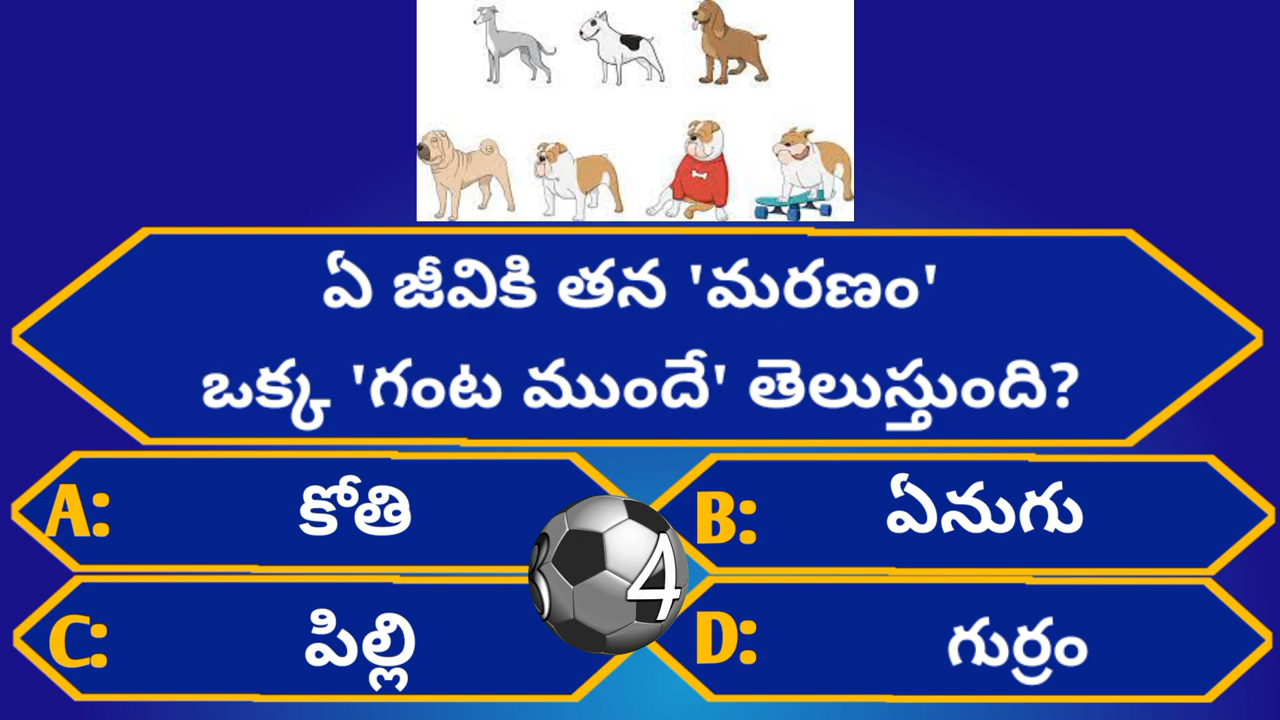 ఏ జీవికి తన 'మరణం'
ఒక్క 'గంట ముందే' తెలుస్తుంది?
A: కోతి
B: ఏనుగు
4
C: పిల్లి
D: గుర్రం